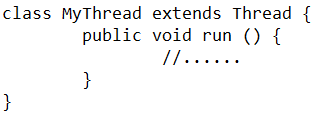 class MyThread extends Thread {
        public void run () {
                //......
        }
}